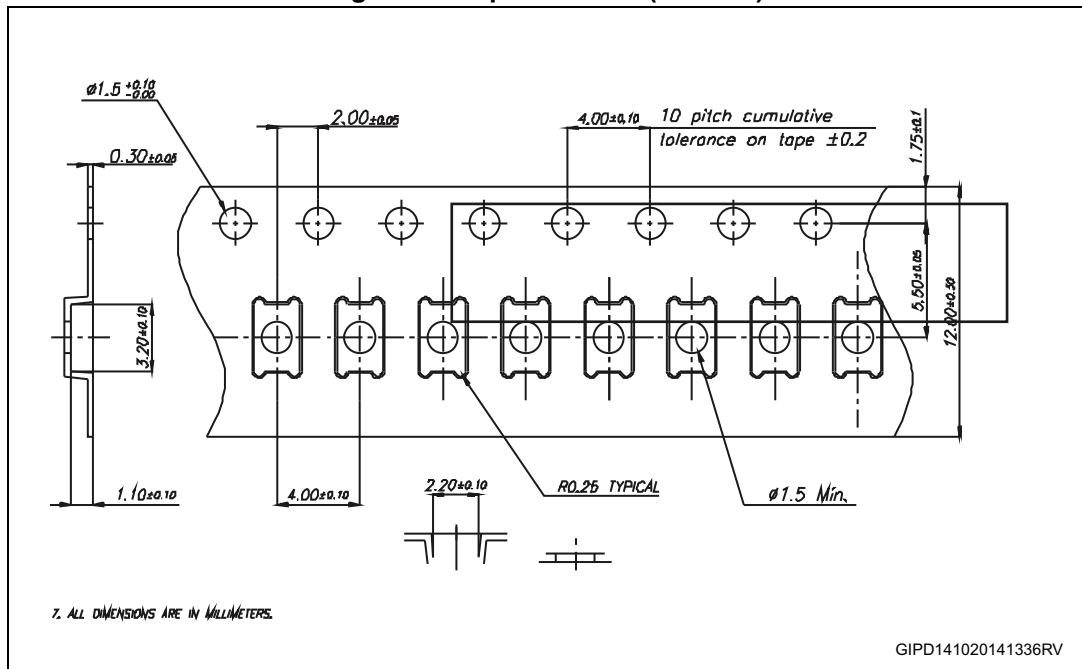 ø1.5 +0.10 -0.00
2.00±0.05
4.00±0.10
10 pitch cumulative
tolerance on tape ±0.2
1.75±0.1
0.30±0.05
5.50±0.05
12.00±0.30
3.20±0.10
1.10±0.10
4.00±0.10
2.20±0.10
R0.25 TYPICAL
ø1.5 Min.
7. ALL DIMENSIONS ARE IN MILLIMETERS.
GIPD141020141336RV